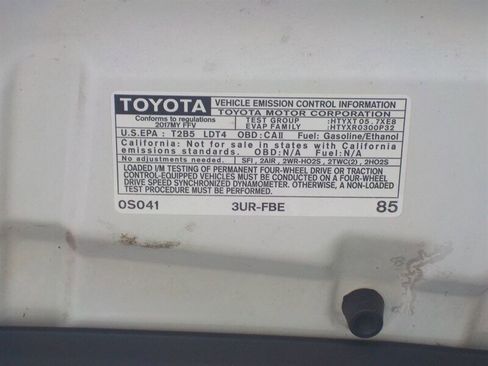 TOYOTA VEHICLE EMISSION CONTROL INFORMATION
TOYOTA MOTOR CORPORATION
Conforms to regulations TEST GROUP :HTYXT05.7XE8
2017MY FFV EVAP FAMILY :HTYXR0300P32
U.S.EPA : T2B5 LDT4 OBD:CAII Fuel: Gasoline/Ethanol
California: Not for sale in states with California
emissions standards. OBD:N/A Fuel:N/A
No adjustments needed. SFI, 2AIR, 2WR-HO2S, 2TWC(2), 2HO2S
LOADED I/M TESTING OF PERMANENT FOUR-WHEEL DRIVE OR TRACTION
CONTROL-EQUIPPED VEHICLES MUST BE CONDUCTED ON A FOUR-WHEEL
DRIVE SPEED SYNCHRONIZED DYNAMOMETER. OTHERWISE, A NON-LOADED
TEST PROCEDURE MUST BE PERFORMED.
0S041 3UR-FBE 85